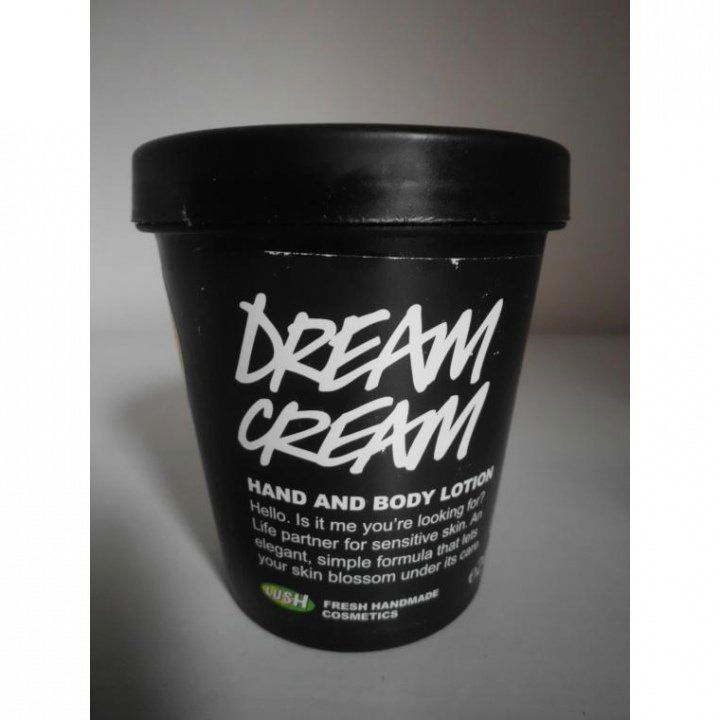 DREAM
CREAM
HAND AND BODY LOTION
Hello. Is it me you're looking for?
Life partner for sensitive skin. An
elegant, simple formula that lets
your skin blossom under its care.
LUSH
FRESH HANDMADE
COSMETICS